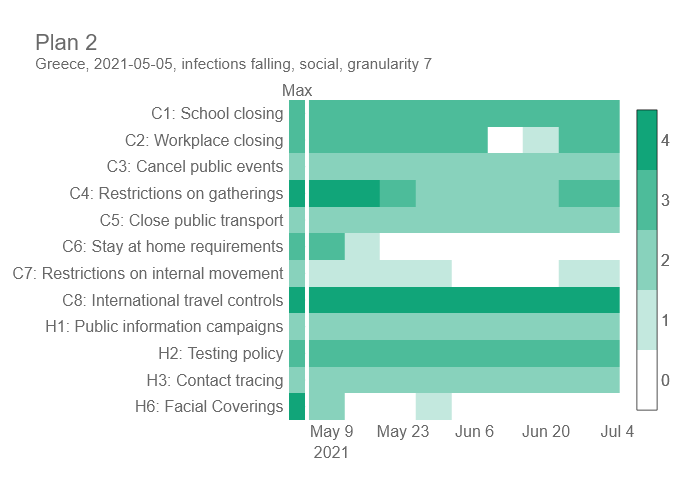 Plan 2
Greece, 2021-05-05, infections falling, social, granularity 7
Max
C1: School closing
C2: Workplace closing
C3: Cancel public events
C4: Restrictions on gatherings
C5: Close public transport
C6: Stay at home requirements
C7: Restrictions on internal movement
C8: International travel controls
H1: Public information campaigns
H2: Testing policy
H3: Contact tracing
H6: Facial Coverings
4
3
2
1
0
May 9 May 23 Jun 6 Jun 20 Jul 4
2021